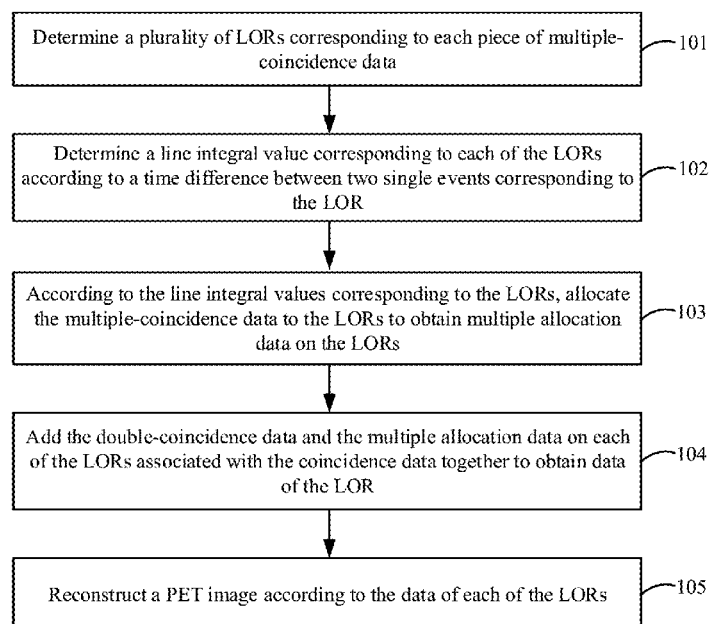 Determine a plurality of LORs corresponding to each piece of multiple-
coincidence data
101
Determine a line integral value corresponding to each of the LORs
according to a time difference between two single events corresponding to
the LOR
102
According to the line integral values corresponding to the LORs, allocate
the multiple-coincidence data to the LORs to obtain multiple allocation
data on the LORs
103
Add the double-coincidence data and the multiple allocation data on each
of the LORs associated with the coincidence data together to obtain data
of the LOR
104
Reconstruct a PET image according to the data of each of the LORs
105